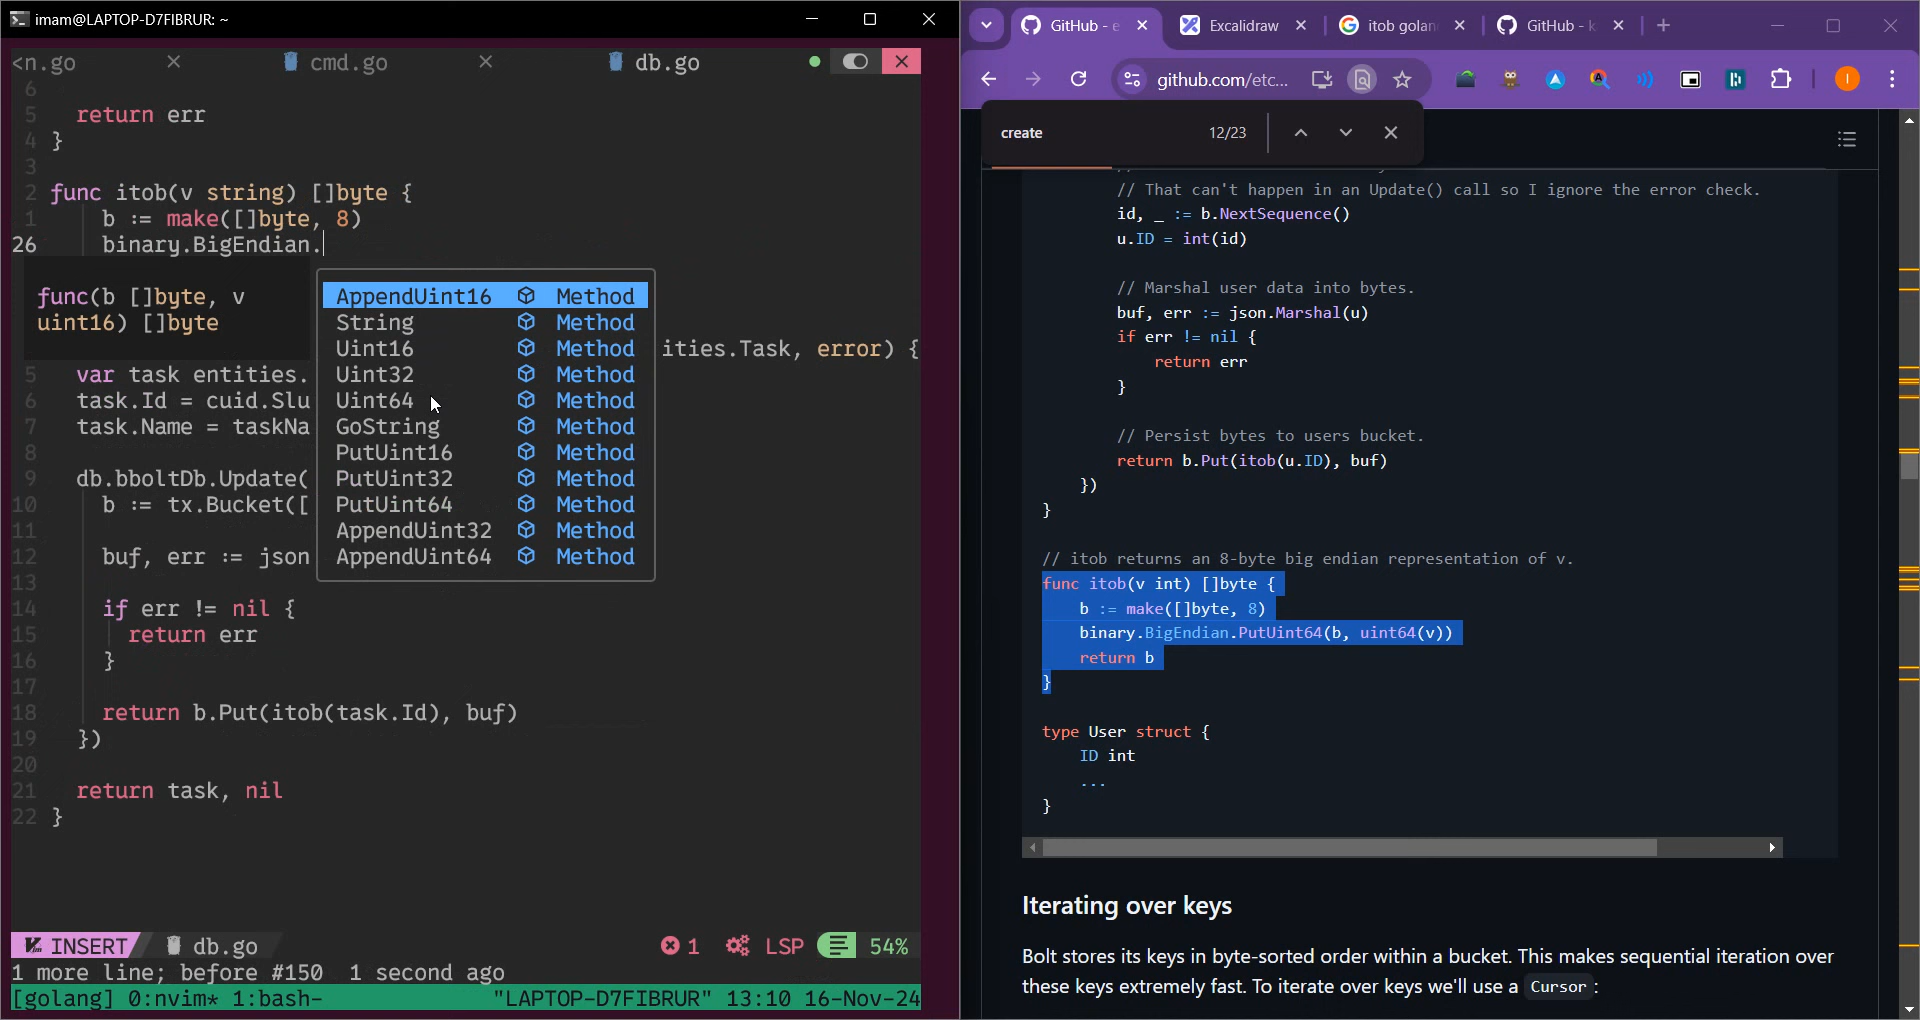 imam@LAPTOP-D7FIBRUR: ~
<n.go
cmd.go
db.go
6
5 return err
4 }
3
2 func itob(v string) []byte {
1 b := make([]byte, 8)
26 binary.BigEndian.
func(b []byte, v
uint16) []byte
AppendUint16 Method
String Method
Uint16 Method
Uint32 Method
Uint64 Method
GoString Method
PutUint16 Method
PutUint32 Method
PutUint64 Method
AppendUint32 Method
AppendUint64 Method
ities.Task, error) {
5 var task entities.
6 task.Id = cuid.Slu
7 task.Name = taskNa
8
9 db.bboltDb.Update(
10 b := tx.Bucket([
11
12 buf, err := json
13
14 if err != nil {
15 return err
16 }
17
18 return b.Put(itob(task.Id), buf)
19 })
20
21 return task, nil
22 }
INSERT db.go 1 LSP 54%
1 more line; before #150 1 second ago
[golang] 0:nvim* 1:bash- "LAPTOP-D7FIBRUR" 13:10 16-Nov-24
GitHub - e
Excalidraw
itob golan
GitHub - k
github.com/etc...
I
create 12/23
// That can't happen in an Update() call so I ignore the error check.
id, _ := b.NextSequence()
u.ID = int(id)
// Marshal user data into bytes.
buf, err := json.Marshal(u)
if err != nil {
return err
}
// Persist bytes to users bucket.
return b.Put(itob(u.ID), buf)
})
}
// itob returns an 8-byte big endian representation of v.
func itob(v int) []byte {
b := make([]byte, 8)
binary.BigEndian.PutUint64(b, uint64(v))
return b
}
type User struct {
ID int
...
}
Iterating over keys
Bolt stores its keys in byte-sorted order within a bucket. This makes sequential iteration over
these keys extremely fast. To iterate over keys we'll use a Cursor :